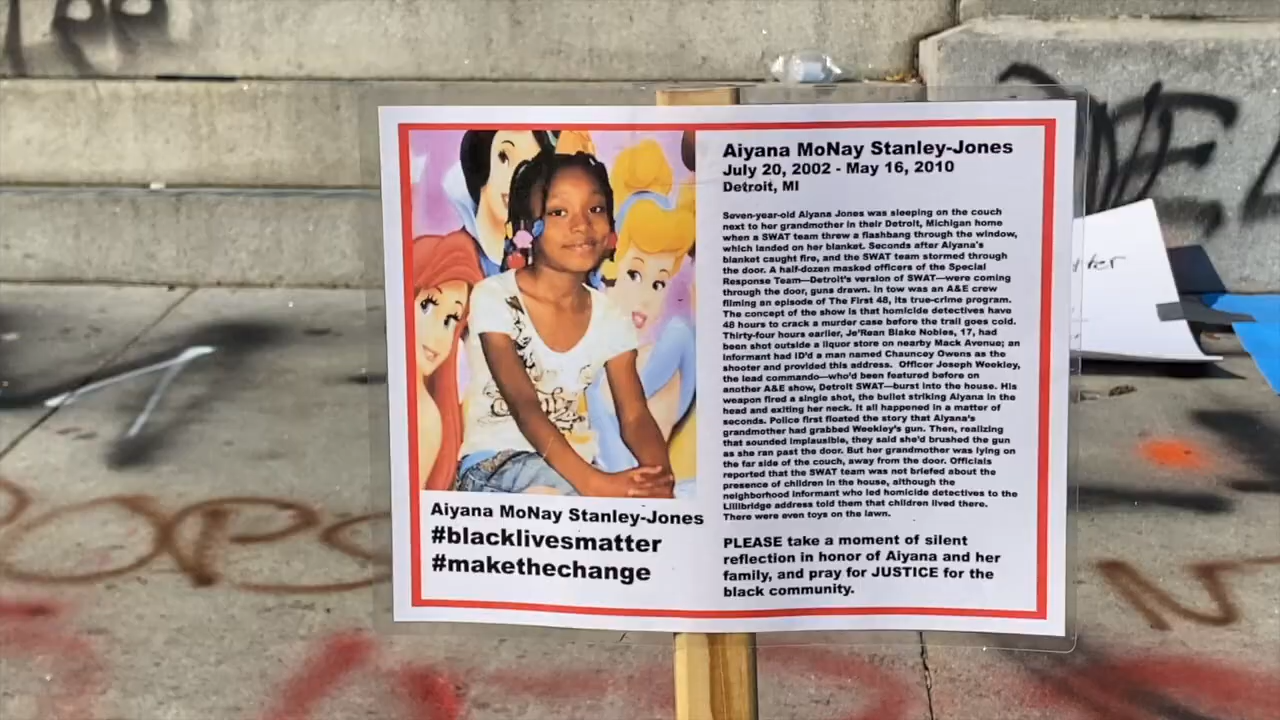 Aiyana MoNay Stanley-Jones
July 20, 2002 - May 16, 2010
Detroit, MI
Seven-year-old Aiyana Jones was sleeping on the couch
next to her grandmother in their Detroit, Michigan home
when a SWAT team threw a flashbang through the window,
which landed on her blanket. Seconds after Aiyana's
blanket caught fire, and the SWAT team stormed through
the door. A half-dozen masked officers of the Special
Response Team—Detroit's version of SWAT—were coming
through the door, guns drawn. In tow was an A&E crew
filming an episode of The First 48, its true-crime program.
The concept of the show is that homicide detectives have
48 hours to crack a murder case before the trail goes cold.
Thirty-four hours earlier, Je'Rean Blake Nobles, 17, had
been shot outside a liquor store on nearby Mack Avenue; an
informant had ID'd a man named Chauncey Owens as the
shooter and provided this address. Officer Joseph Weekley,
the lead commando—who'd been featured before on
another A&E show, Detroit SWAT—burst into the house. His
weapon fired a single shot, the bullet striking Aiyana in the
head and exiting her neck. It all happened in a matter of
seconds. Police first floated the story that Aiyana's
grandmother had grabbed Weekley's gun. Then, realizing
that sounded implausible, they said she'd brushed the gun
as she ran past the door. But her grandmother was lying on
the far side of the couch, away from the door. Officials
reported that the SWAT team was not briefed about the
presence of children in the house, although the
neighborhood informant who led homicide detectives to the
Lillibridge address told them that children lived there.
There were even toys on the lawn.
PLEASE take a moment of silent
reflection in honor of Aiyana and her
family, and pray for JUSTICE for the
black community.
Aiyana MoNay Stanley-Jones
#blacklivesmatter
#makethechange